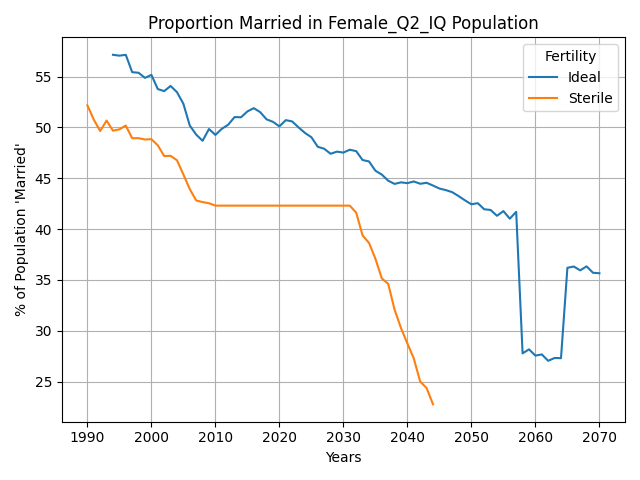 Proportion Married in Female_Q2_IQ Population
% of Population 'Married'
55
50
45
40
35
30
25
Fertility
Ideal
Sterile
1990 2000 2010 2020 2030 2040 2050 2060 2070
Years